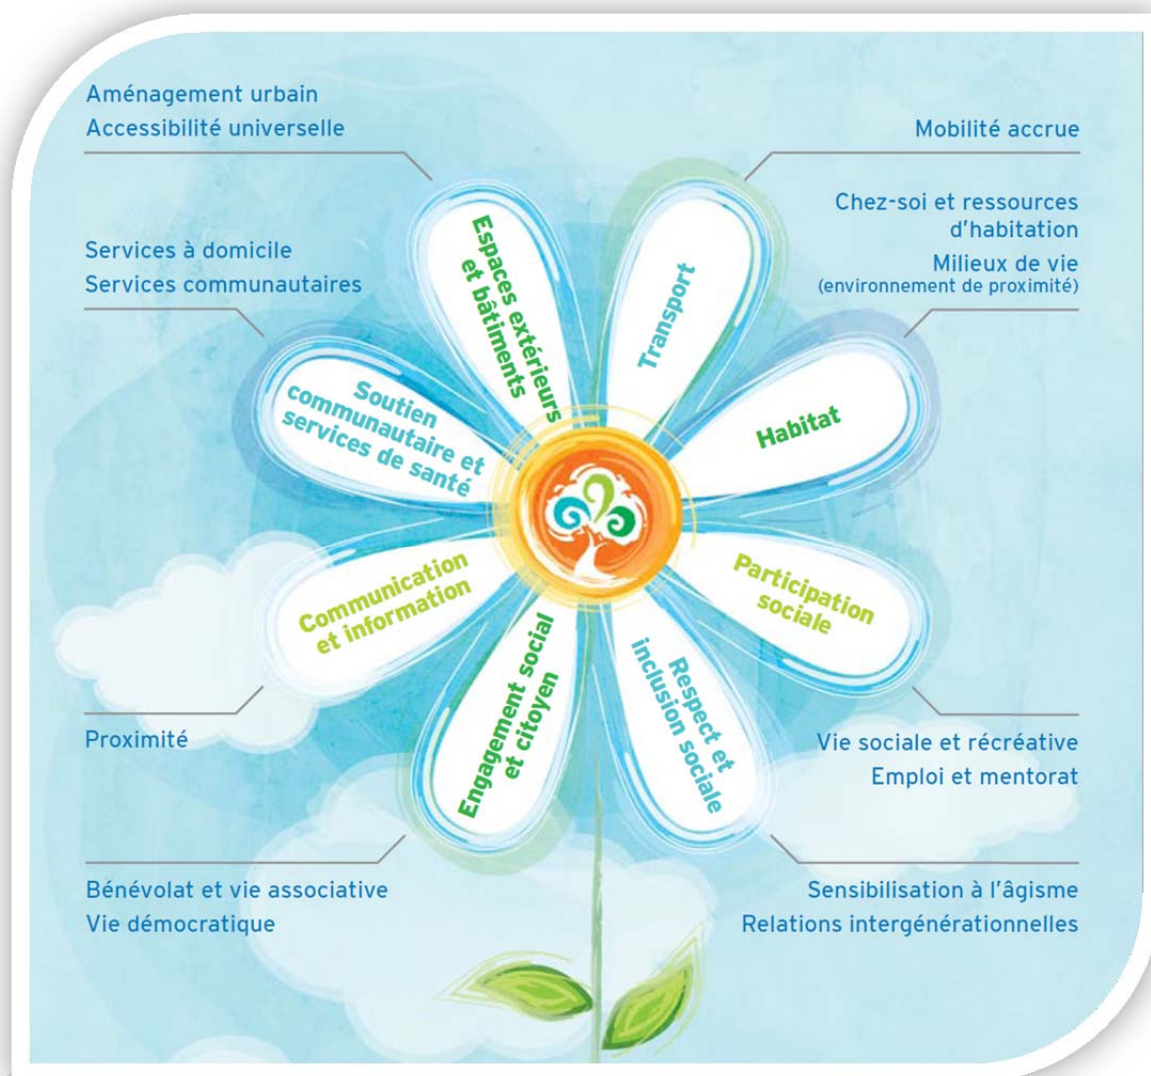 Aménagement urbain
Accessibilité universelle
Mobilité accrue
Chez-soi et ressources
d'habitation
Milieux de vie
(environnement de proximité)
Services à domicile
Services communautaires
Espaces extérieurs
et bâtiments
Transport
Habitat
Soutien
communautaire et
services de santé
Communication
et information
Participation
sociale
Engagement social
et citoyen
Respect et
inclusion sociale
Proximité
Vie sociale et récréative
Emploi et mentorat
Bénévolat et vie associative
Vie démocratique
Sensibilisation à l'âgisme
Relations intergénérationnelles